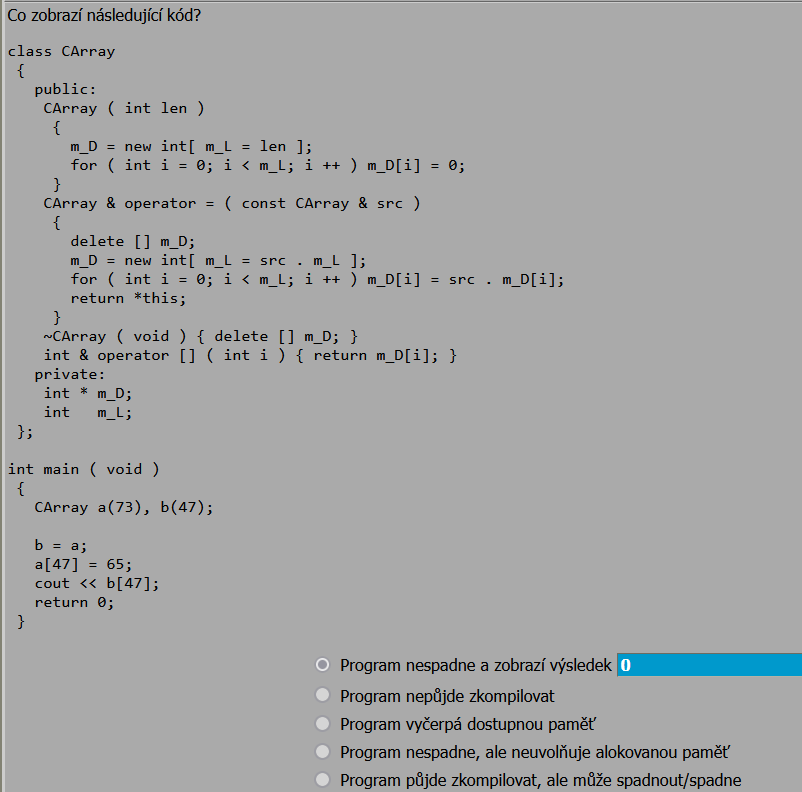 Co zobrazí následující kód?
class CArray
{
public:
CArray ( int len )
{
m_D = new int[ m_L = len ];
for ( int i = 0; i < m_L; i ++ ) m_D[i] = 0;
}
CArray & operator = ( const CArray & src )
{
delete [] m_D;
m_D = new int[ m_L = src . m_L ];
for ( int i = 0; i < m_L; i ++ ) m_D[i] = src . m_D[i];
return *this;
}
~CArray ( void ) { delete [] m_D; }
int & operator [] ( int i ) { return m_D[i]; }
private:
int * m_D;
int m_L;
};
int main ( void )
{
CArray a(73), b(47);
b = a;
a[47] = 65;
cout << b[47];
return 0;
}
Program nespadne a zobrazí výsledek 0
Program nepůjde zkompilovat
Program vyčerpá dostupnou paměť
Program nespadne, ale neuvolňuje alokovanou paměť
Program půjde zkompilovat, ale může spadnout/spadne